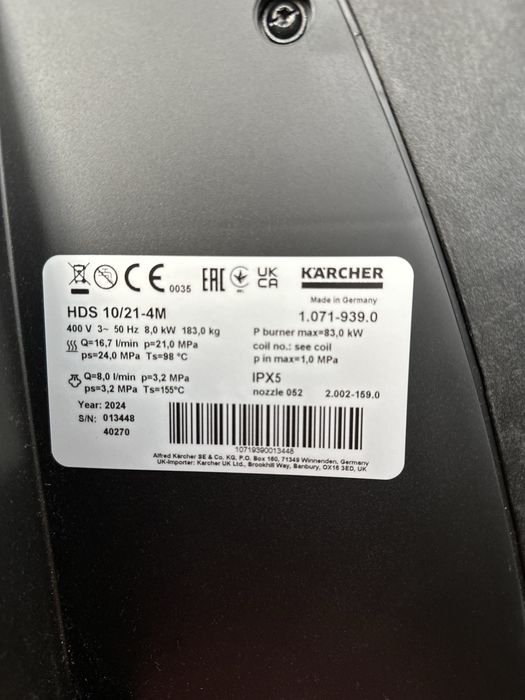 0035 EAC UK CA KÄRCHER
Made in Germany
HDS 10/21-4M 1.071-939.0
400 V 3~ 50 Hz 8,0 kW 183,0 kg P burner max=83,0 kW
Q=16,7 l/min p=21,0 MPa coil no.: see coil
ps=24,0 MPa Ts=98 °C p in max=1,0 MPa
Q=8,0 l/min p=3,2 MPa IPX5
ps=3,2 MPa Ts=155°C nozzle 052 2.002-159.0
Year: 2024
S/N: 013448
40270
10719390013448
Alfred Kärcher SE & Co. KG, P.O. Box 160, 71349 Winnenden, Germany
UK-Importer: Karcher UK Ltd., Brookhill Way, Banbury, OX16 3ED, UK